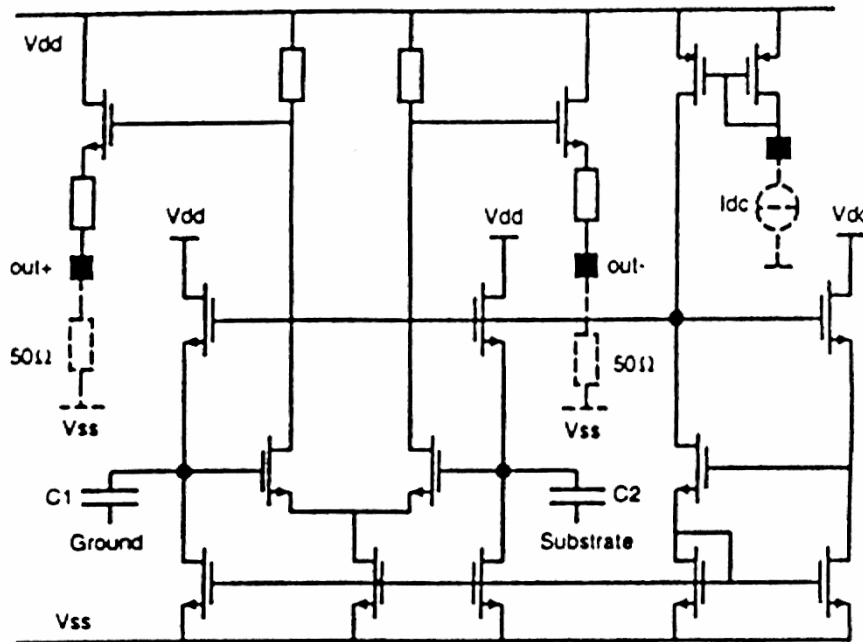 Vdd
Idc
Vdd
Vdd
Vdd
out+
out-
50Ω
50Ω
Vss
Vss
C1
C2
Ground
Substrate
Vss